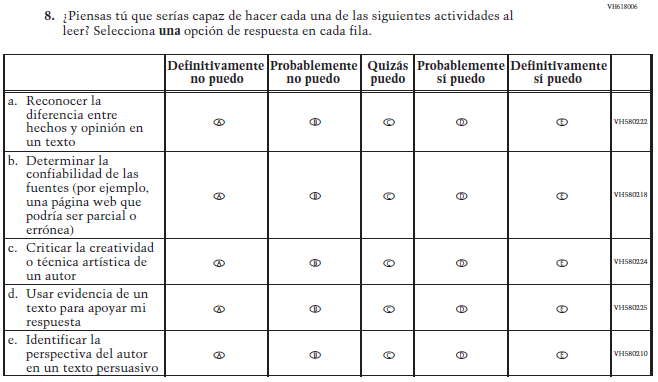 VH618006
8. ¿Piensas tú que serías capaz de hacer cada una de las siguientes actividades al
leer? Selecciona una opción de respuesta en cada fila.
Definitivamente no puedo Probablemente no puedo Quizás puedo Probablemente sí puedo Definitivamente sí puedo
a. Reconocer la
diferencia entre
hechos y opinión en
un texto
A B C D E VH580222
b. Determinar la
confiabilidad de las
fuentes (por ejemplo,
una página web que
podría ser parcial o
errónea)
A B C D E VH580218
c. Criticar la creatividad
o técnica artística de
un autor
A B C D E VH580224
d. Usar evidencia de un
texto para apoyar mi
respuesta
A B C D E VH580225
e. Identificar la
perspectiva del autor
en un texto persuasivo
A B C D E VH580210